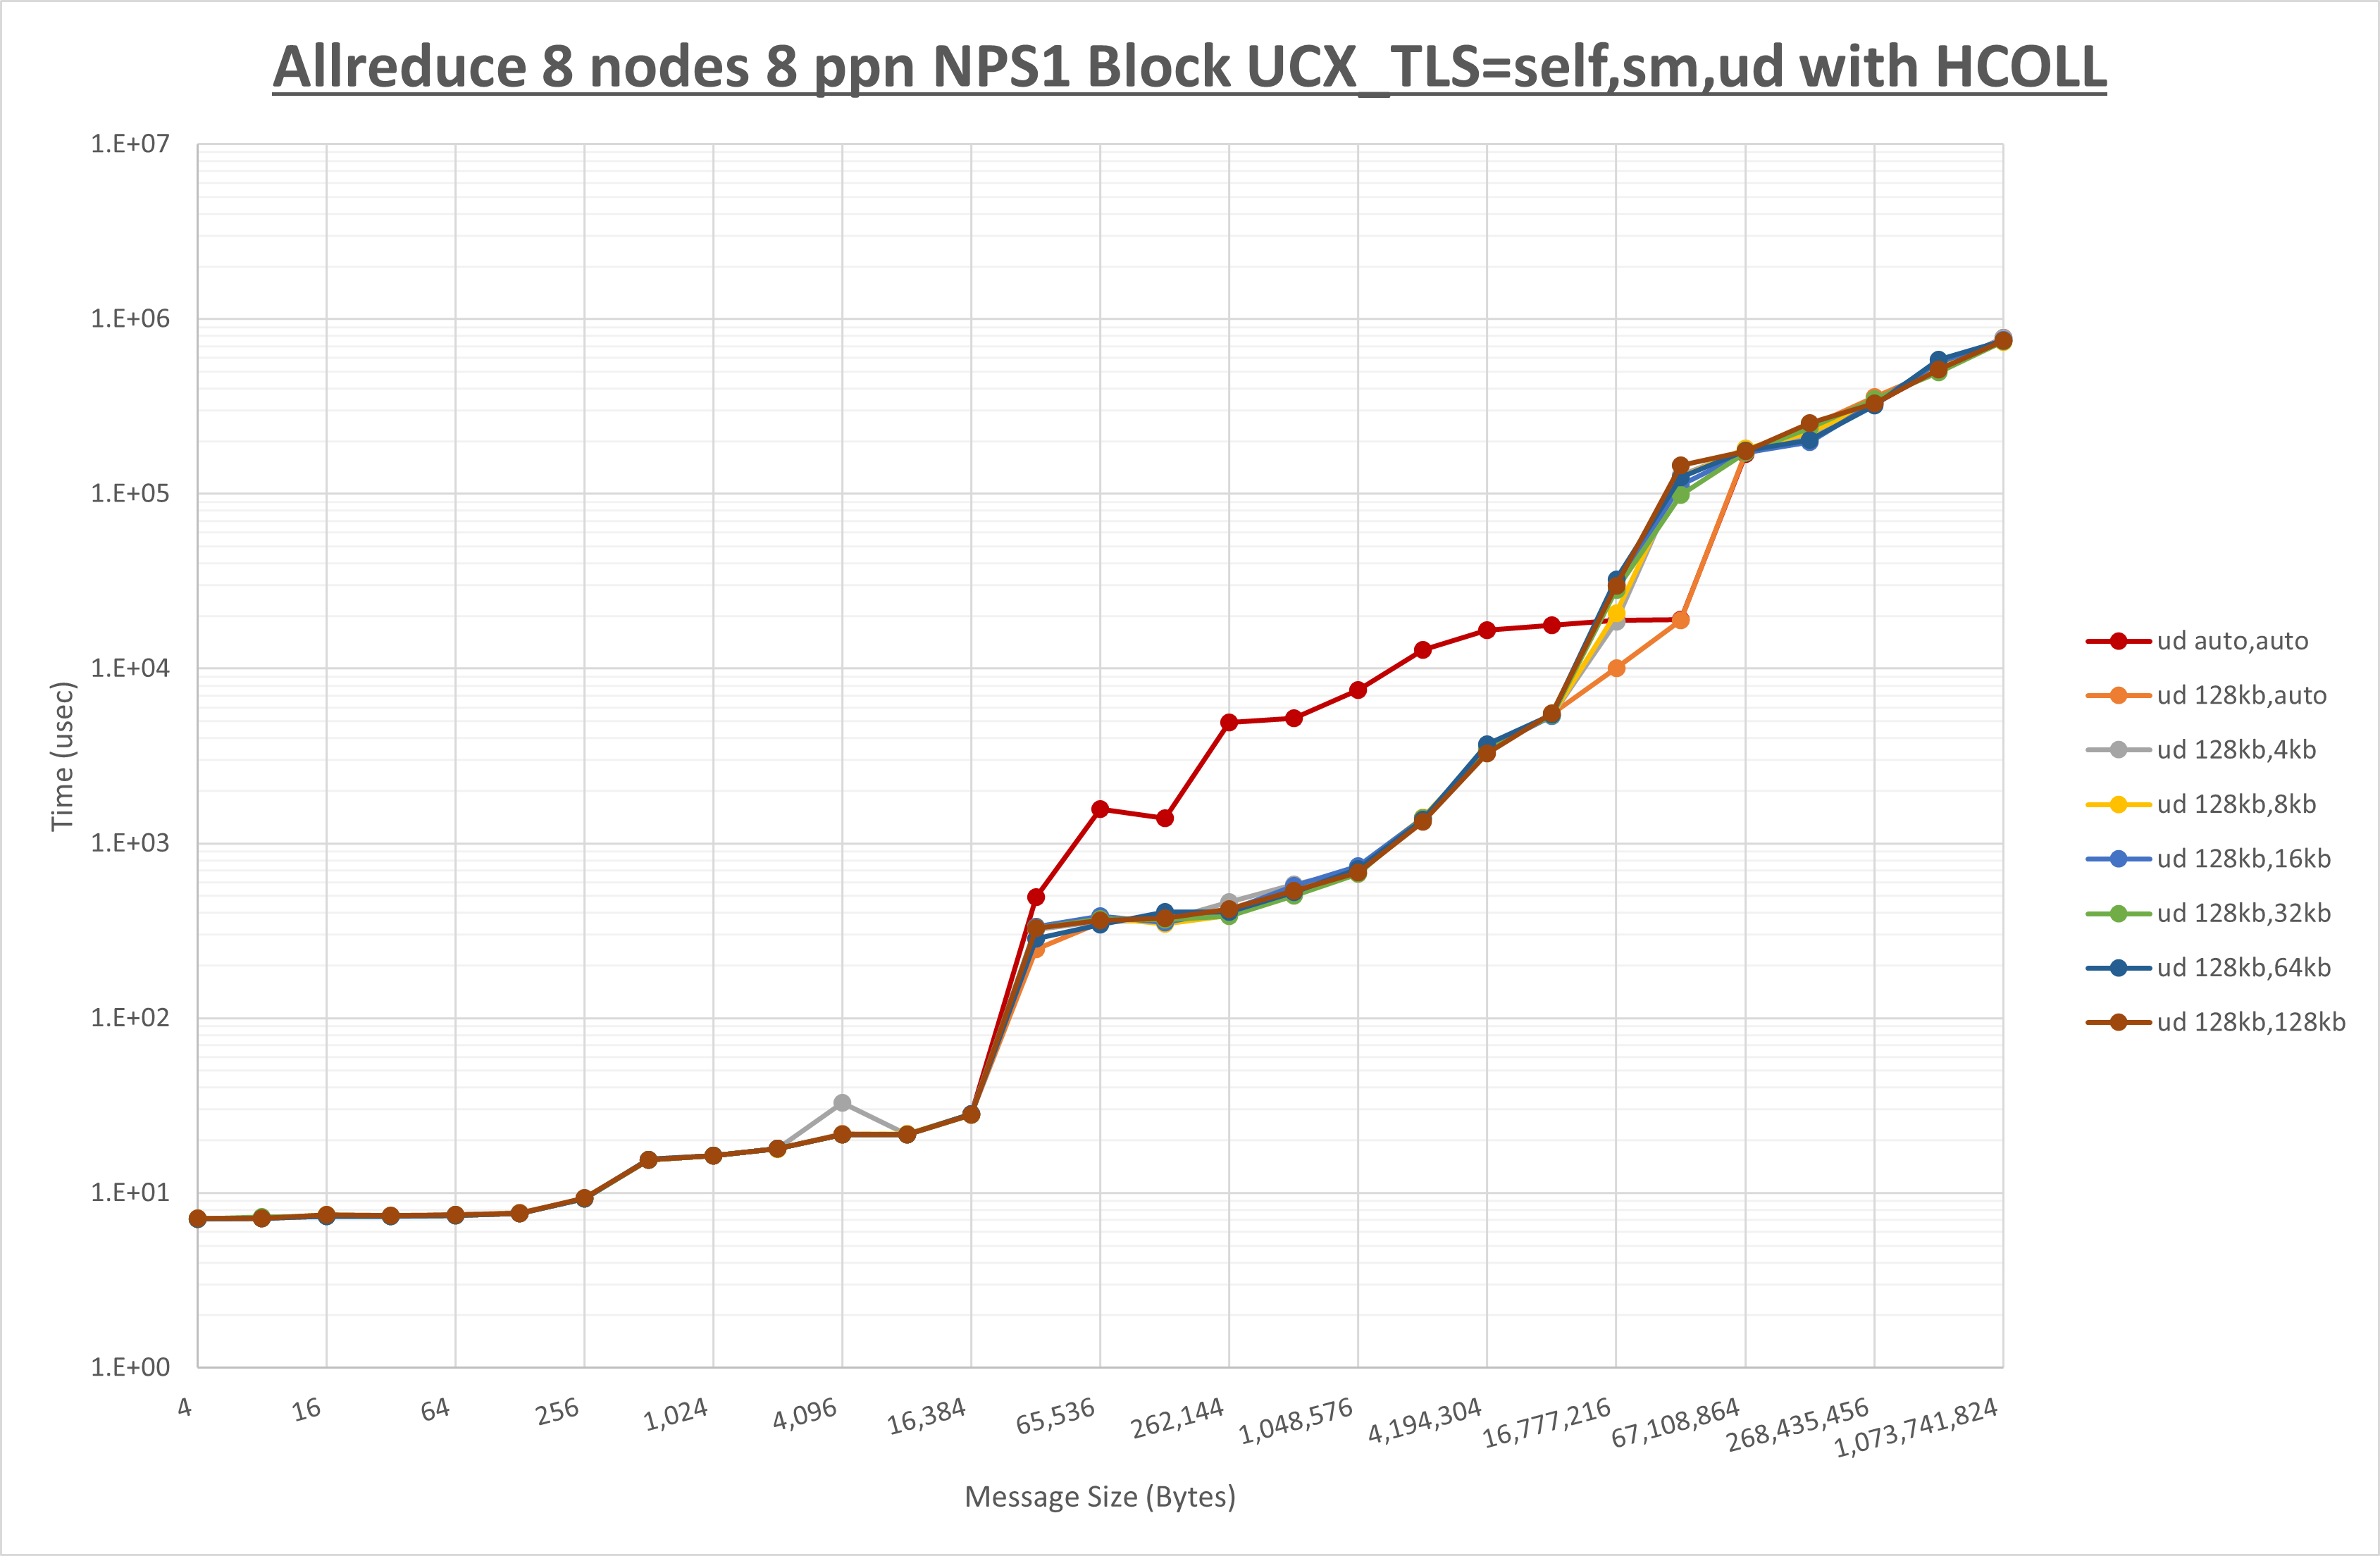 Allreduce 8 nodes 8 ppn NPS1 Block UCX_TLS=self,sm,ud with HCOLL
1.E+07
1.E+06
1.E+05
1.E+04
1.E+03
1.E+02
1.E+01
1.E+00
Time (usec)
4
16
64
256
1,024
4,096
16,384
65,536
262,144
1,048,576
4,194,304
16,777,216
67,108,864
268,435,456
1,073,741,824
Message Size (Bytes)
ud auto,auto
ud 128kb,auto
ud 128kb,4kb
ud 128kb,8kb
ud 128kb,16kb
ud 128kb,32kb
ud 128kb,64kb
ud 128kb,128kb